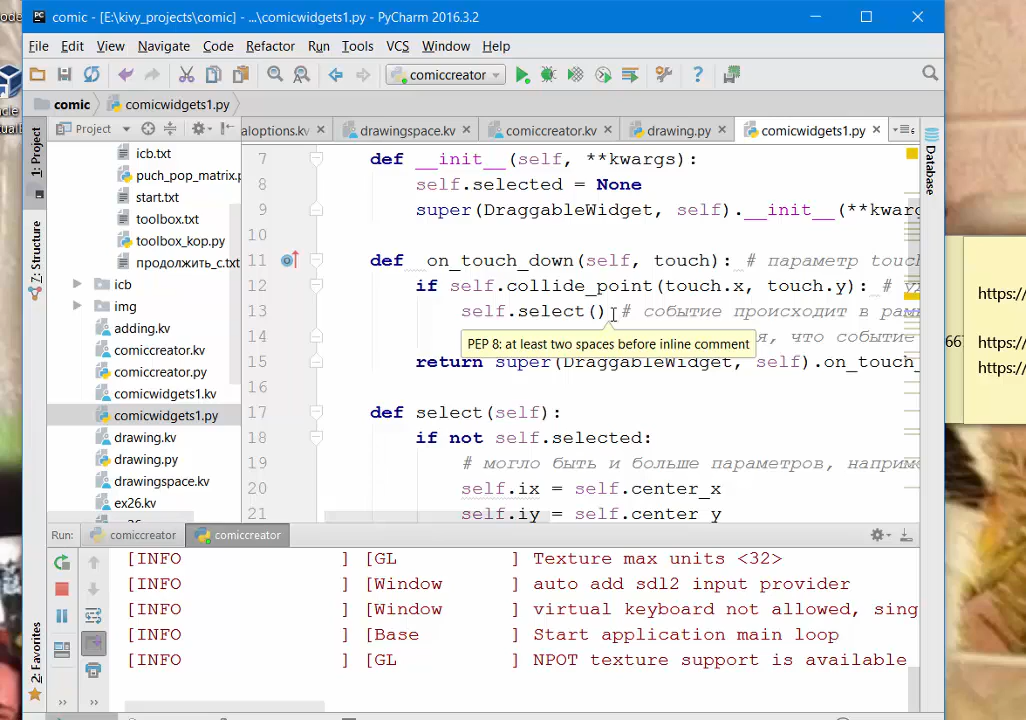 comic - [E:\kivy_projects\comic] - ...\comicwidgets1.py - PyCharm 2016.3.2
File Edit View Navigate Code Refactor Run Tools VCS Window Help
comiccreator
comic comicwidgets1.py
Project
aloptions.kv drawingspace.kv comiccreator.kv drawing.py comicwidgets1.py
1: Project
Structure
2: Favorites
Database
icb.txt
puch_pop_matrix.p
start.txt
toolbox.txt
toolbox_kop.py
продолжить_с.txt
icb
img
adding.kv
comiccreator.kv
comiccreator.py
comicwidgets1.kv
comicwidgets1.py
drawing.kv
drawing.py
drawingspace.kv
ex26.kv
7 def __init__(self, **kwargs):
8 self.selected = None
9 super(DraggableWidget, self).__init__(**kwarg
10
11 def on_touch_down(self, touch): # параметр touc
12 if self.collide_point(touch.x, touch.y): #
13 self.select() # событие происходит в рам
PEP 8: at least two spaces before inline comment
14 я, что событие
15 return super(DraggableWidget, self).on_touch_
16
17 def select(self):
18 if not self.selected:
19 # могло быть и больше параметров, наприме
20 self.ix = self.center_x
21 self.iy = self.center_y
Run: comiccreator comiccreator
[INFO ] [GL ] Texture max units <32>
[INFO ] [Window ] auto add sdl2 input provider
[INFO ] [Window ] virtual keyboard not allowed, sing
[INFO ] [Base ] Start application main loop
[INFO ] [GL ] NPOT texture support is available
https://
https://
https://